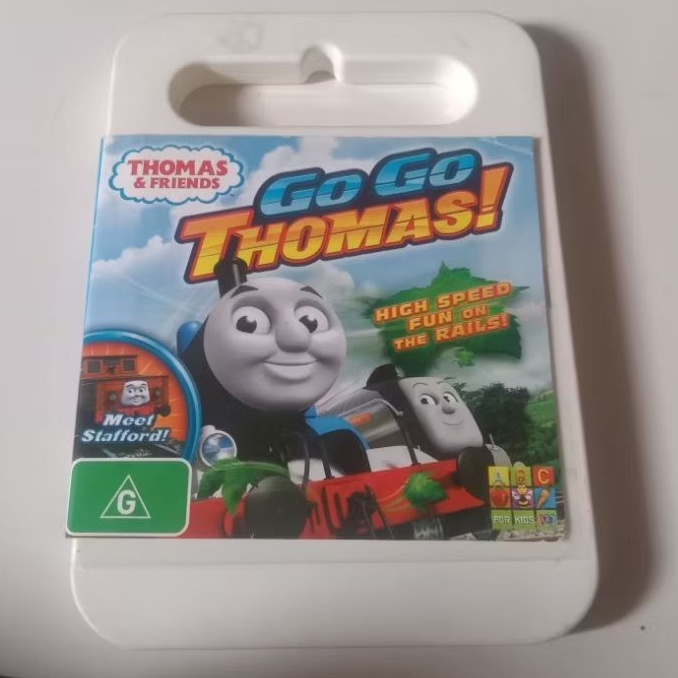 THOMAS
& FRIENDS
GO GO
THOMAS!
HIGH SPEED
FUN ON
THE RAILS!
Meet
Stafford!
G
A B C
FOR KIDS